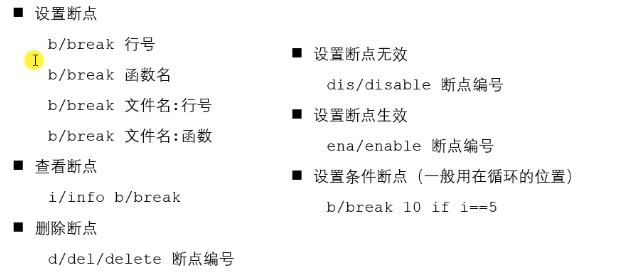 ■ 设置断点
b/break 行号
b/break 函数名
b/break 文件名:行号
b/break 文件名:函数
■ 查看断点
i/info b/break
■ 删除断点
d/del/delete 断点编号
■ 设置断点无效
dis/disable 断点编号
■ 设置断点生效
ena/enable 断点编号
■ 设置条件断点（一般用在循环的位置）
b/break 10 if i==5